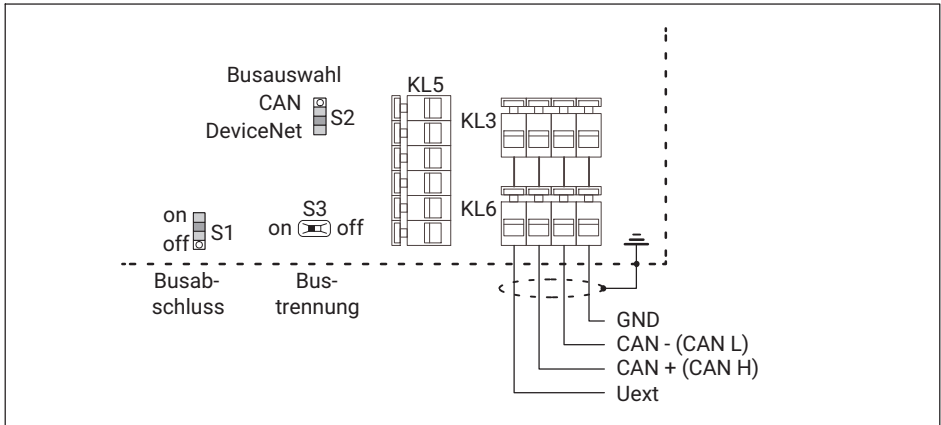 Busauswahl
CAN
DeviceNet
S2
KL5
KL3
KL6
on
off
S1
S3
on off
Busab-
schluss
Bus-
trennung
GND
CAN - (CAN L)
CAN + (CAN H)
Uext